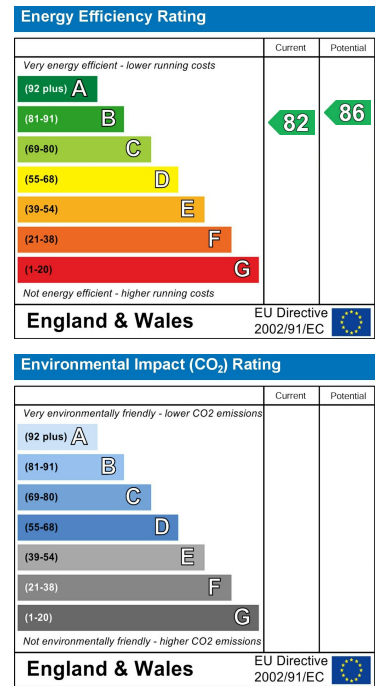 Energy Efficiency Rating
Current Potential
Very energy efficient - lower running costs
(92 plus) A
(81-91) B
(69-80) C
(55-68) D
(39-54) E
(21-38) F
(1-20) G
82
86
Not energy efficient - higher running costs
England & Wales
EU Directive
2002/91/EC
Environmental Impact (CO₂) Rating
Current Potential
Very environmentally friendly - lower CO2 emissions
(92 plus) A
(81-91) B
(69-80) C
(55-68) D
(39-54) E
(21-38) F
(1-20) G
Not environmentally friendly - higher CO2 emissions
England & Wales
EU Directive
2002/91/EC